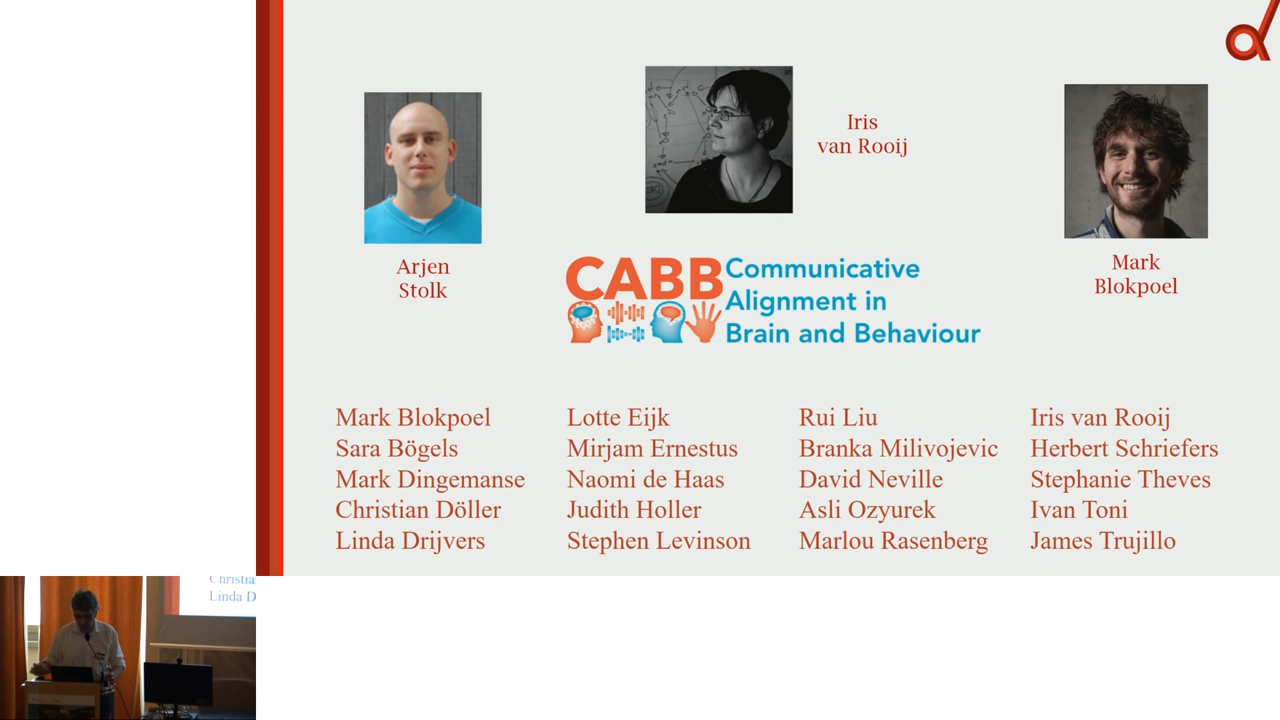 Iris
van Rooij
Arjen
Stolk
Mark
Blokpoel
CABB
Communicative
Alignment in
Brain and Behaviour
Mark Blokpoel
Sara Bögels
Mark Dingemanse
Christian Döller
Linda Drijvers
Lotte Eijk
Mirjam Ernestus
Naomi de Haas
Judith Holler
Stephen Levinson
Rui Liu
Branka Milivojevic
David Neville
Asli Ozyurek
Marlou Rasenberg
Iris van Rooij
Herbert Schriefers
Stephanie Theves
Ivan Toni
James Trujillo
Christia
Linda D